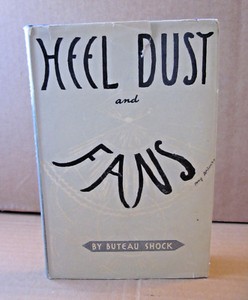 HEEL DUST
and
FANS
BY BUTEAU SHOCK